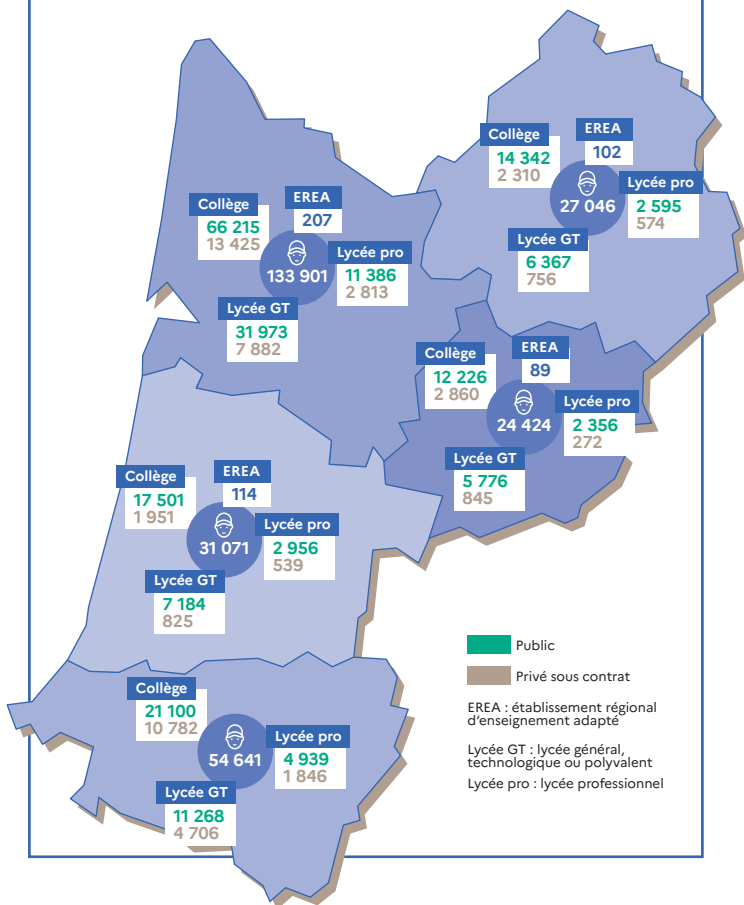 Collège
14 342
2 310
EREA
102
27 046
Lycée pro
2 595
574
Lycée GT
6 367
756
Collège
66 215
13 425
EREA
207
133 901
Lycée pro
11 386
2 813
Lycée GT
31 973
7 882
Collège
12 226
2 860
EREA
89
24 424
Lycée pro
2 356
272
Lycée GT
5 776
845
Collège
17 501
1 951
EREA
114
31 071
Lycée pro
2 956
539
Lycée GT
7 184
825
Collège
21 100
10 782
54 641
Lycée pro
4 939
1 846
Lycée GT
11 268
4 706
Public
Privé sous contrat
EREA : établissement régional
d'enseignement adapté
Lycée GT : lycée général,
technologique ou polyvalent
Lycée pro : lycée professionnel